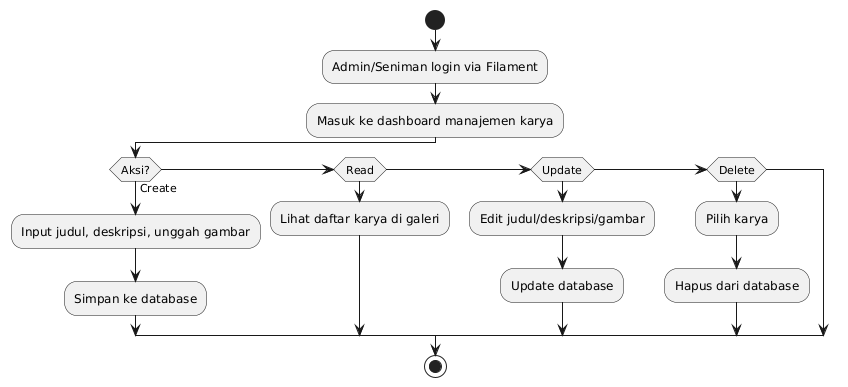 Admin/Seniman login via Filament
Masuk ke dashboard manajemen karya
Aksi?
Read
Update
Delete
Create
Input judul, deskripsi, unggah gambar
Lihat daftar karya di galeri
Edit judul/deskripsi/gambar
Pilih karya
Simpan ke database
Update database
Hapus dari database